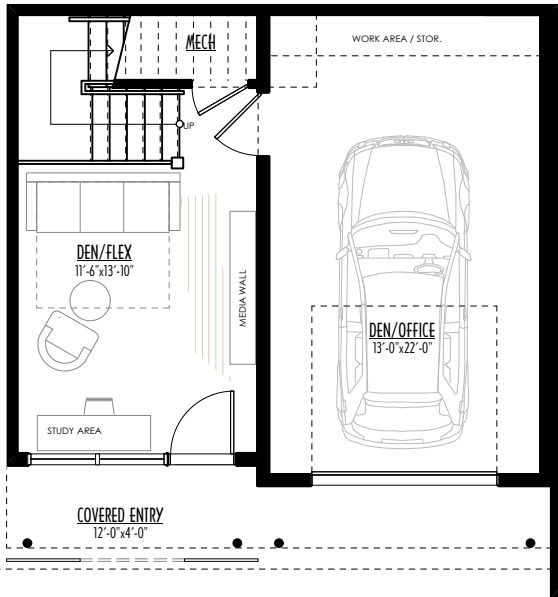 MECH
WORK AREA / STOR.
UP
DEN/FLEX
11'-6"x13'-10"
MEDIA WALL
DEN/OFFICE
13'-0"x22'-0"
STUDY AREA
COVERED ENTRY
12'-0"x4'-0"